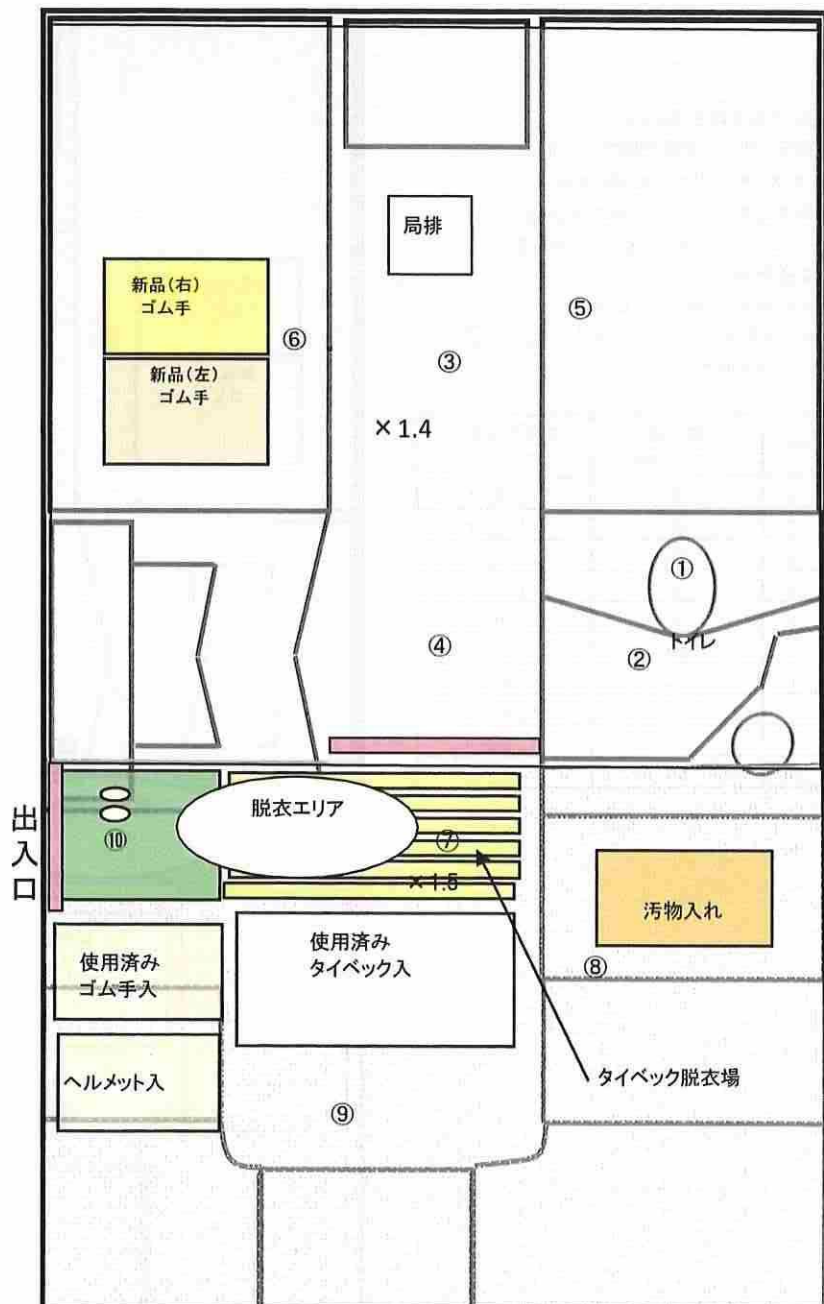 局排
新品(右)
ゴム手
⑤
⑥
③
新品(左)
ゴム手
×1.4
①
④
②
トイレ
出入口
脱衣エリア
⑩
⑦
×1.5
汚物入れ
使用済み
タイベック入
使用済み
ゴム手入
⑧
ヘルメット入
タイベック脱衣場
⑨